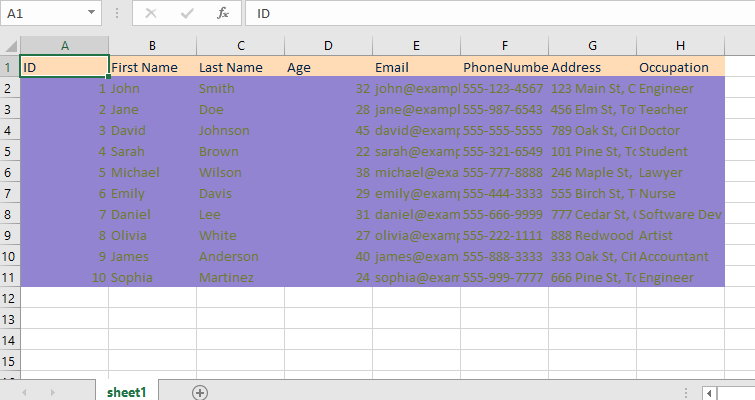 A1 fx ID
A B C D E F G H
1 ID First Name Last Name Age Email PhoneNumbe Address Occupation
2 1 John Smith 32 john@exampl 555-123-4567 123 Main St, C Engineer
3 2 Jane Doe 28 jane@exampl 555-987-6543 456 Elm St, To Teacher
4 3 David Johnson 45 david@examp 555-555-5555 789 Oak St, Cit Doctor
5 4 Sarah Brown 22 sarah@examp 555-321-6549 101 Pine St, To Student
6 5 Michael Wilson 38 michael@exa 555-777-8888 246 Maple St, Lawyer
7 6 Emily Davis 29 emily@examp 555-444-3333 555 Birch St, T Nurse
8 7 Daniel Lee 31 daniel@exam 555-666-9999 777 Cedar St, Software Dev
9 8 Olivia White 27 olivia@examp 555-222-1111 888 Redwood Artist
10 9 James Anderson 40 james@exam 555-888-3333 333 Oak St, Cit Accountant
11 10 Sophia Martinez 24 sophia@exam 555-999-7777 666 Pine St, To Engineer
12
13
14
15
sheet1